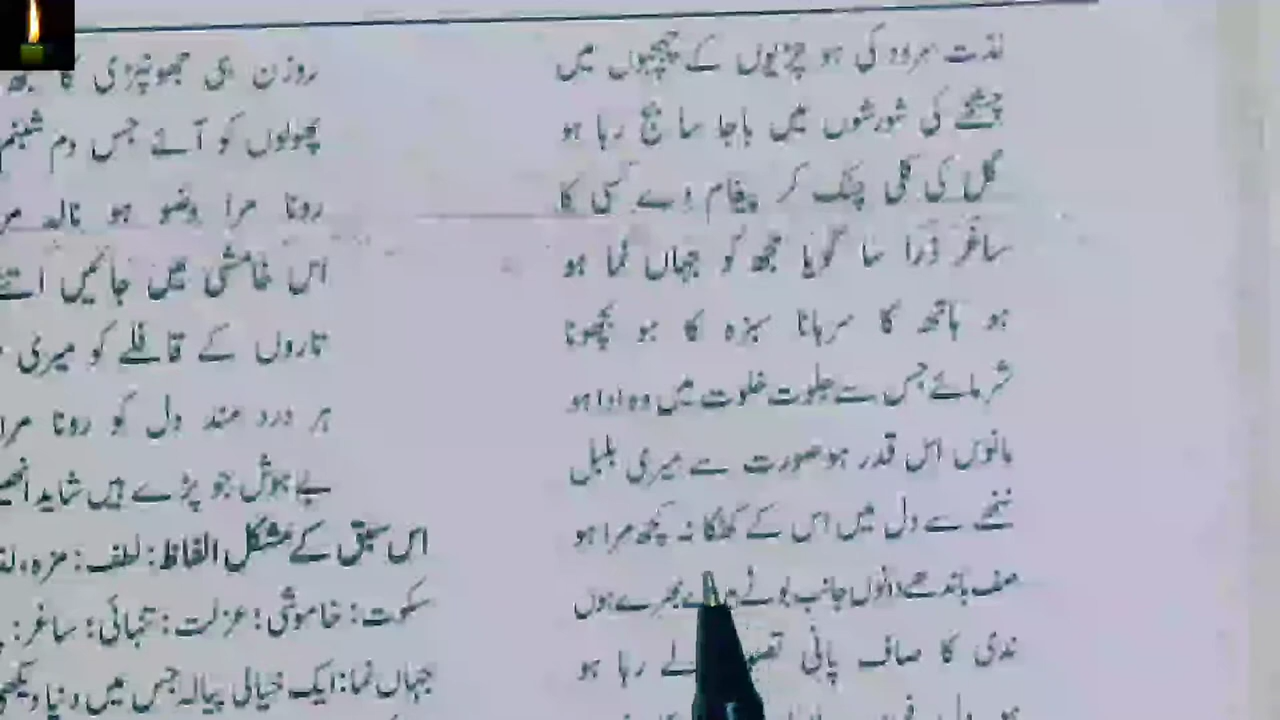 لذت سرود کی ہو چڑیوں کے چہچہوں میں
چشمے کی شورشوں میں باجا سا بج رہا ہو
گل کی کلی چٹک کر پیغام دے کسی کا
ساغر ذرا سا گویا مجھ کو جہاں نما ہو
ہو ہاتھ کا سرہانا سبزہ کا ہو بچھونا
شرمائے جس سے جلوت خلوت میں وہ ادا ہو
مانوس اس قدر ہو صورت سے میری بلبل
ننھے سے دل میں اس کے کھٹکا نہ کچھ مرا ہو
صف باندھے دونوں جانب بوٹے ہرے بھرے ہوں
ندی کا صاف پانی لے رہا ہو
روزن ہی جھونپڑی کا
پھولوں کو آئے جس دم شبنم
رونا مرا وضو ہو نالہ
اس خامشی میں جائیں اتنے
تاروں کے قافلے کو میری
ہر درد مند دل کو رونا مرا
بے ہوش جو پڑے ہیں شاید انھیں
اس سبق کے مشکل الفاظ: لطف: مزہ،
سکوت: خاموشی: عزلت: تنہائی: ساغر:
جہاں نما: ایک خیالی پیالہ جس میں دنیا